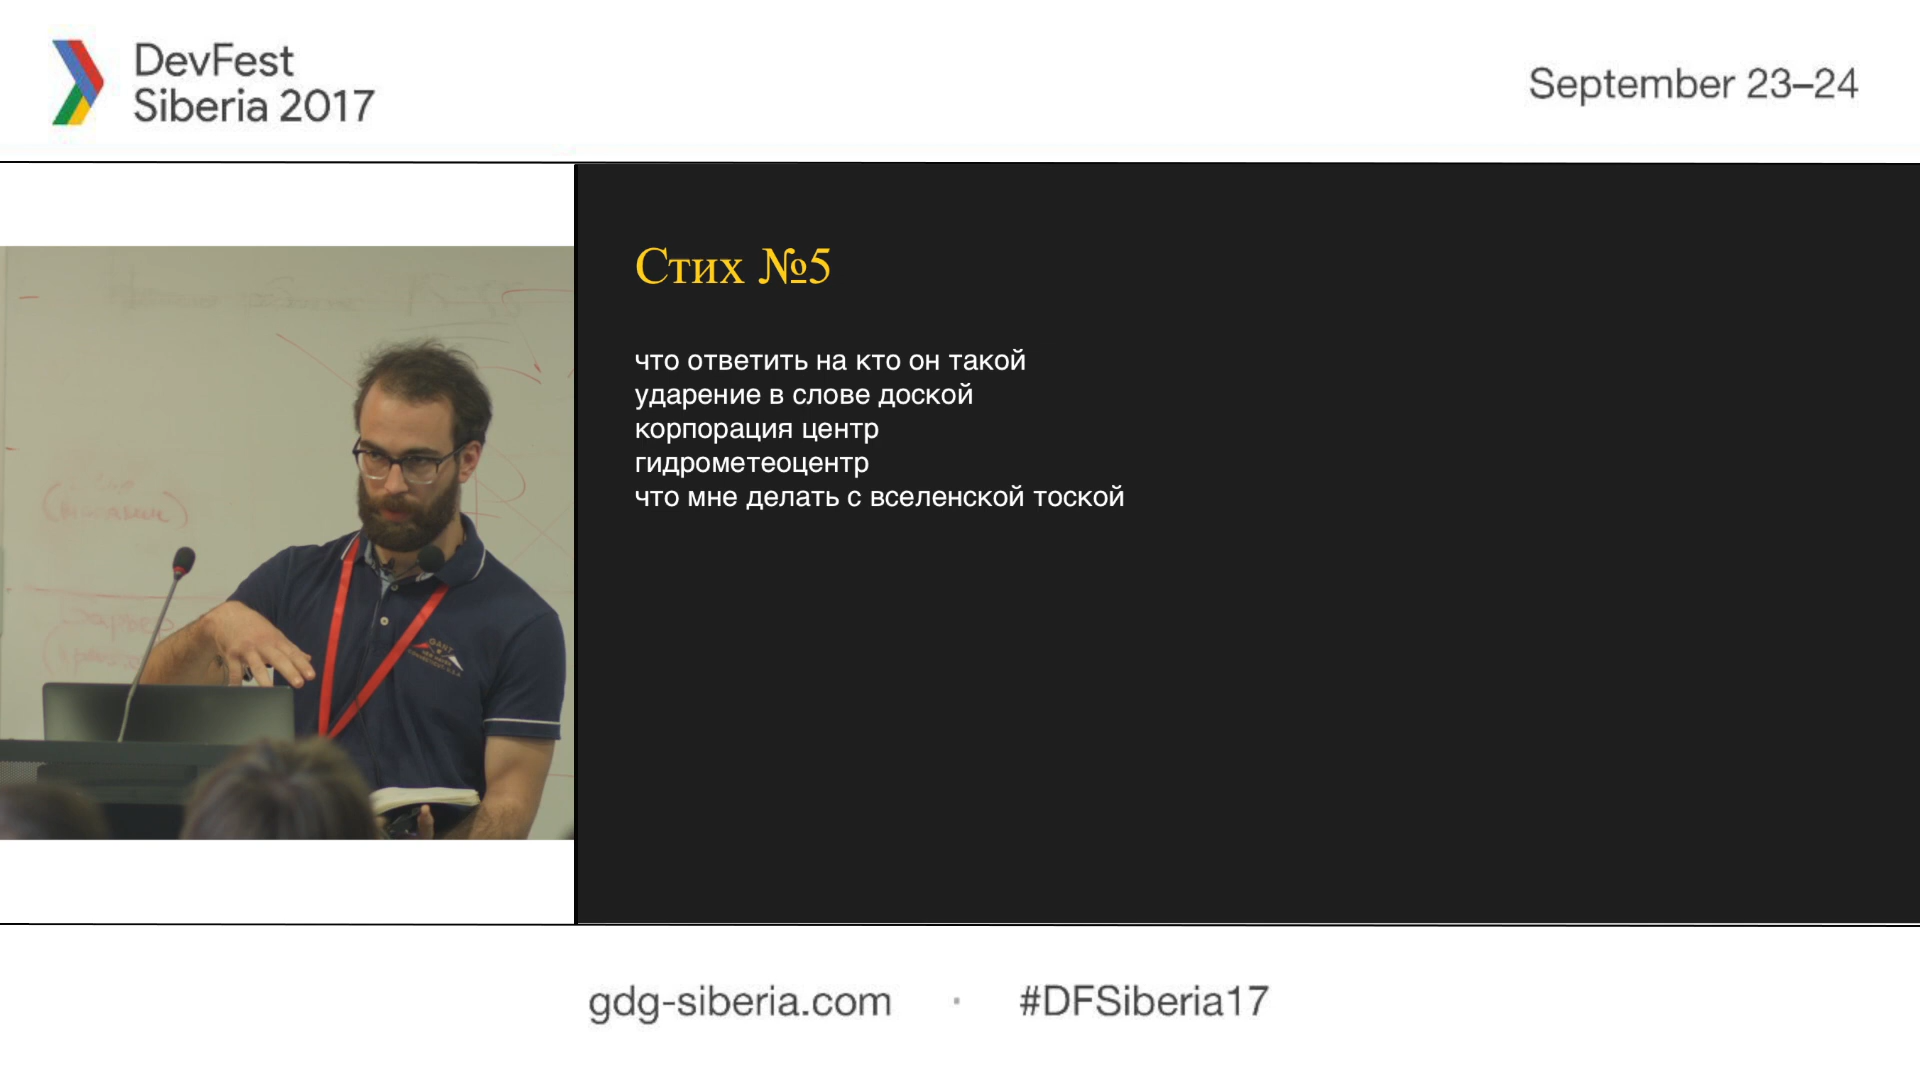 DevFest
Siberia 2017
September 23–24
Стих №5
что ответить на кто он такой
ударение в слове доской
корпорация центр
гидрометеоцентр
что мне делать с вселенской тоской
GANT
gdg-siberia.com · #DFSiberia17